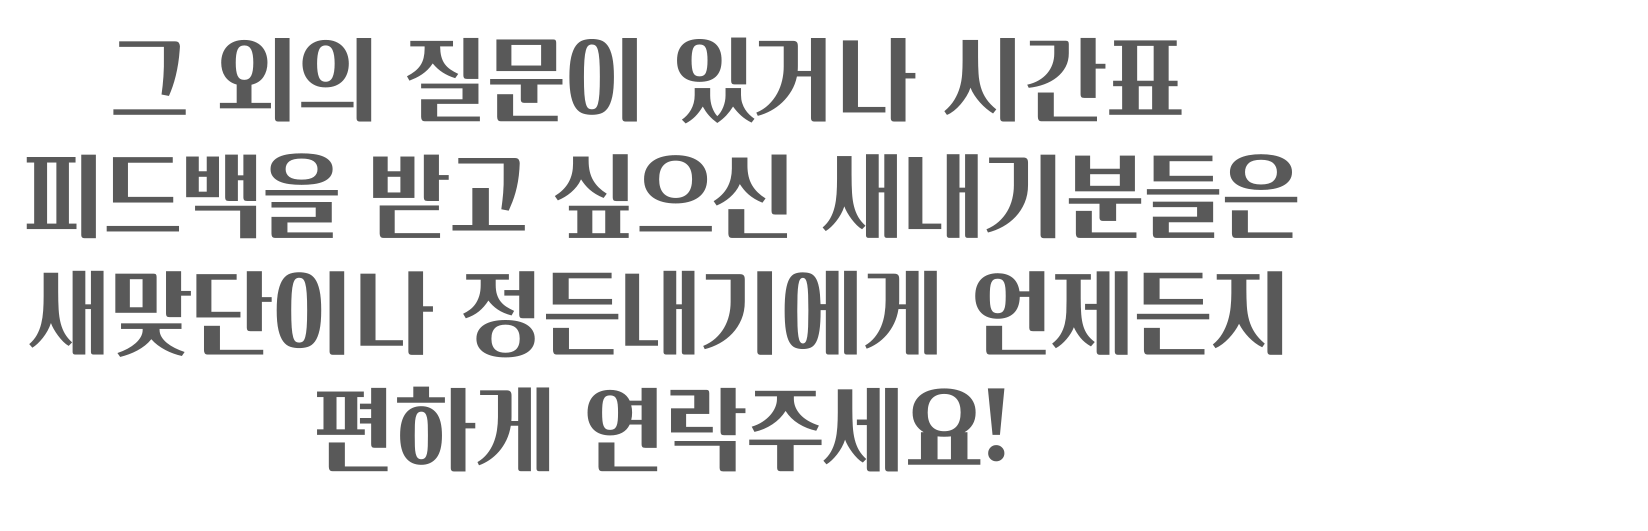 그 외의 질문이 있거나 시간표
피드백을 받고 싶으신 새내기분들은
새맞단이나 정든내기에게 언제든지
편하게 연락주세요!